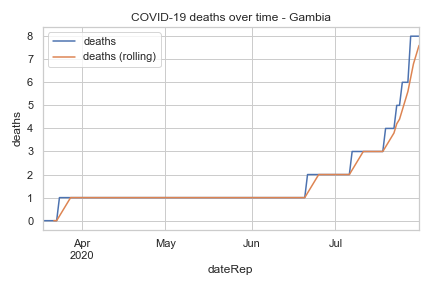 COVID-19 deaths over time - Gambia
deaths
deaths (rolling)
8
7
6
5
4
3
2
1
0
deaths
Apr
2020
May
Jun
Jul
dateRep